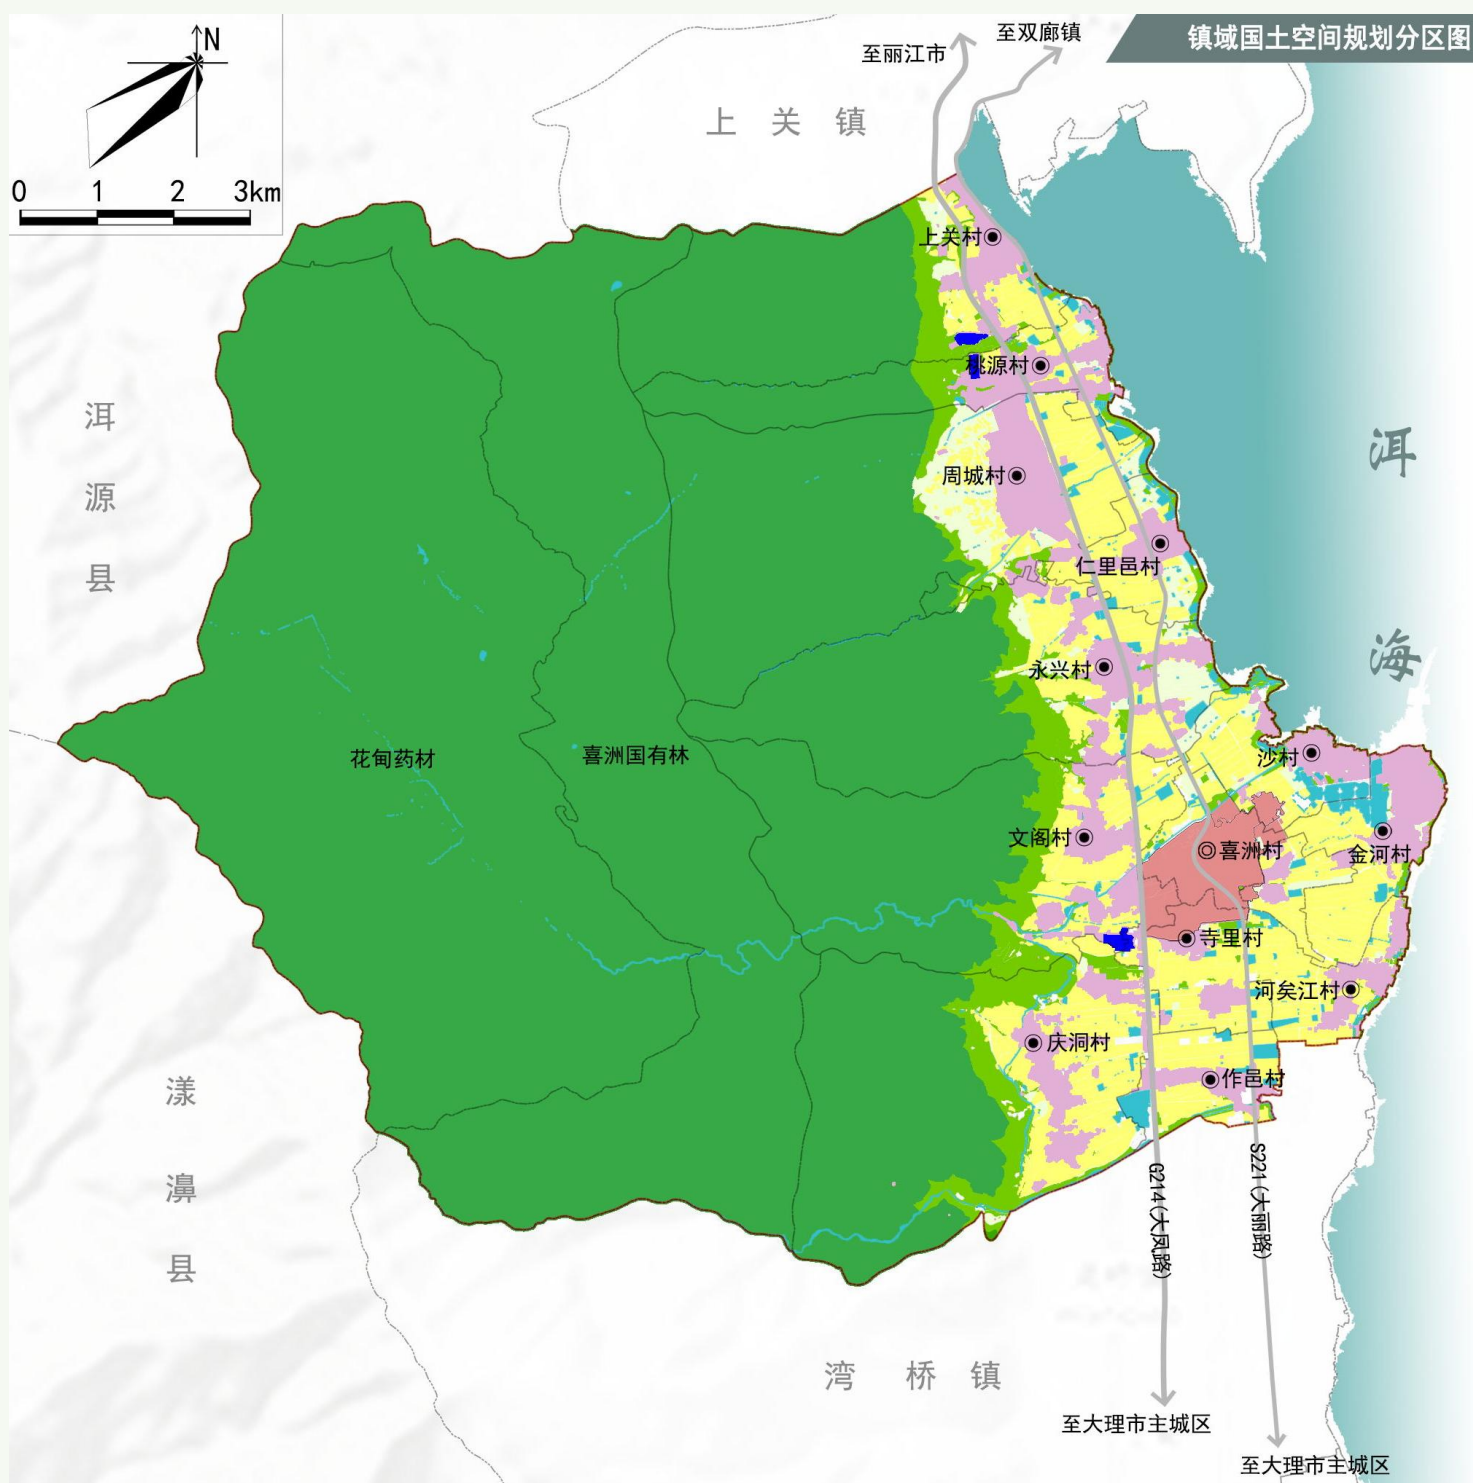 镇域国土空间规划分区图
N
0 1 2 3km
至丽江市
至双廊镇
上关镇
上关村
桃源村
洱源县
洱海
周城村
仁里邑村
永兴村
花甸药材
喜洲国有林
沙村
文阁村
喜洲村
金河村
寺里村
河矣江村
庆洞村
作邑村
漾濞县
G214(大凤路)
S221(大丽路)
湾桥镇
至大理市主城区
至大理市主城区